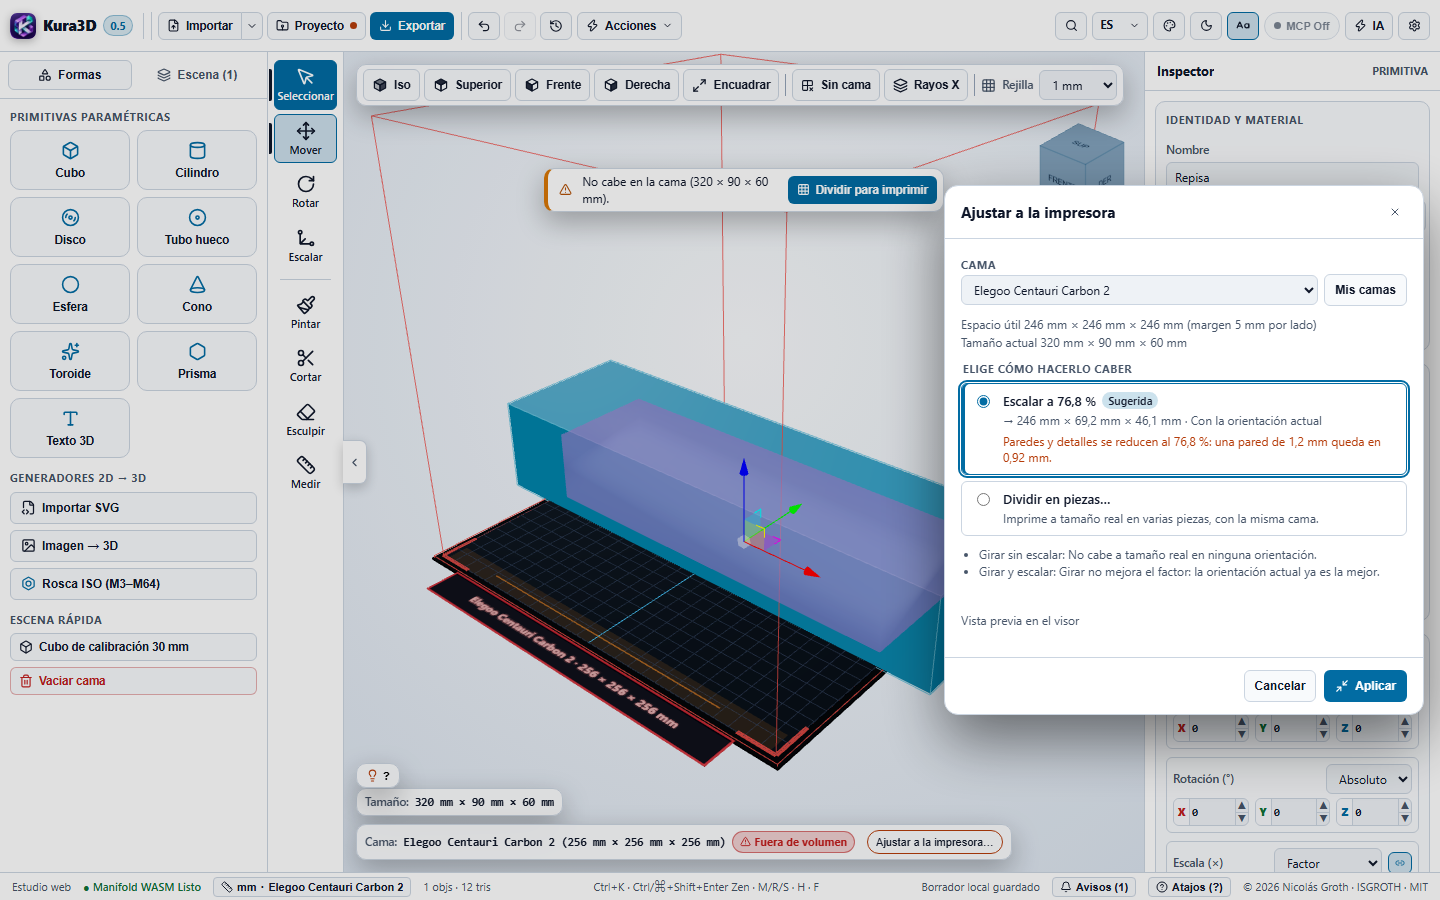 Kura3D 0.5 Importar Proyecto Exportar Acciones ES Aa MCP Off IA
Formas Escena (1)
PRIMITIVAS PARAMÉTRICAS
Cubo Cilindro
Disco Tubo hueco
Esfera Cono
Toroide Prisma
Texto 3D
GENERADORES 2D → 3D
Importar SVG
Imagen → 3D
Rosca ISO (M3–M64)
ESCENA RÁPIDA
Cubo de calibración 30 mm
Vaciar cama
Seleccionar
Mover
Rotar
Escalar
Pintar
Cortar
Esculpir
Medir
Iso Superior Frente Derecha Encuadrar Sin cama Rayos X Rejilla 1 mm
No cabe en la cama (320 × 90 × 60
mm).
Dividir para imprimir
SUP
Elegoo Centauri Carbon 2 · 256 × 256 × 256 mm
?
Tamaño: 320 mm × 90 mm × 60 mm
Cama: Elegoo Centauri Carbon 2 (256 mm × 256 mm × 256 mm) Fuera de volumen Ajustar a la impresora...
Inspector PRIMITIVA
IDENTIDAD Y MATERIAL
Nombre
Repisa
Ajustar a la impresora
CAMA
Elegoo Centauri Carbon 2 Mis camas
Espacio útil 246 mm × 246 mm × 246 mm (margen 5 mm por lado)
Tamaño actual 320 mm × 90 mm × 60 mm
ELIGE CÓMO HACERLO CABER
Escalar a 76,8 % Sugerida
→ 246 mm × 69,2 mm × 46,1 mm · Con la orientación actual
Paredes y detalles se reducen al 76,8 %: una pared de 1,2 mm queda en
0,92 mm.
Dividir en piezas...
Imprime a tamaño real en varias piezas, con la misma cama.
• Girar sin escalar: No cabe a tamaño real en ninguna orientación.
• Girar y escalar: Girar no mejora el factor: la orientación actual ya es la mejor.
Vista previa en el visor
Cancelar Aplicar
X 0 Y 0 Z 0
Rotación (°) Absoluto
X 0 Y 0 Z 0
Escala (×) Factor
Estudio web ● Manifold WASM Listo mm · Elegoo Centauri Carbon 2 1 objs · 12 tris Ctrl+K · Ctrl/⌘+Shift+Enter Zen · M/R/S · H · F Borrador local guardado Avisos (1) Atajos (?) © 2026 Nicolás Groth · ISGROTH · MIT